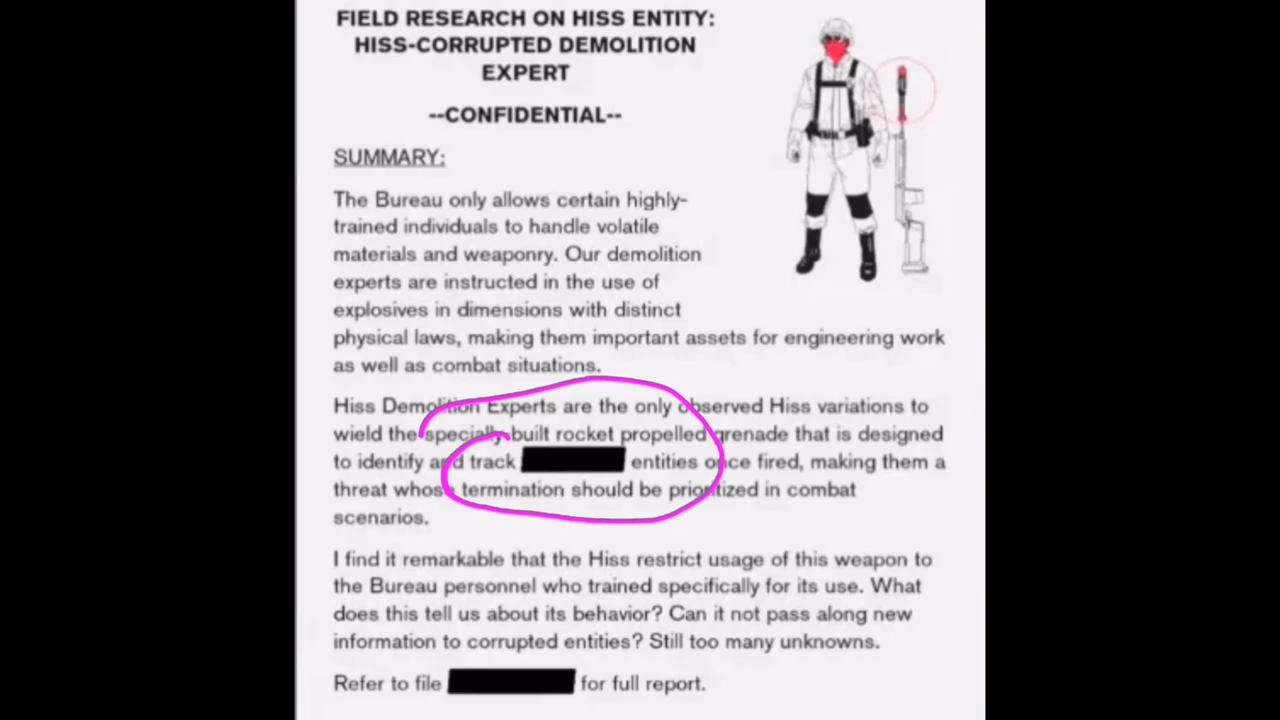 FIELD RESEARCH ON HISS ENTITY:
HISS-CORRUPTED DEMOLITION
EXPERT
--CONFIDENTIAL--
SUMMARY:
The Bureau only allows certain highly-
trained individuals to handle volatile
materials and weaponry. Our demolition
experts are instructed in the use of
explosives in dimensions with distinct
physical laws, making them important assets for engineering work
as well as combat situations.
Hiss Demolition Experts are the only observed Hiss variations to
wield the specially-built rocket propelled grenade that is designed
to identify and track entities once fired, making them a
threat whose termination should be prioritized in combat
scenarios.
I find it remarkable that the Hiss restrict usage of this weapon to
the Bureau personnel who trained specifically for its use. What
does this tell us about its behavior? Can it not pass along new
information to corrupted entities? Still too many unknowns.
Refer to file for full report.